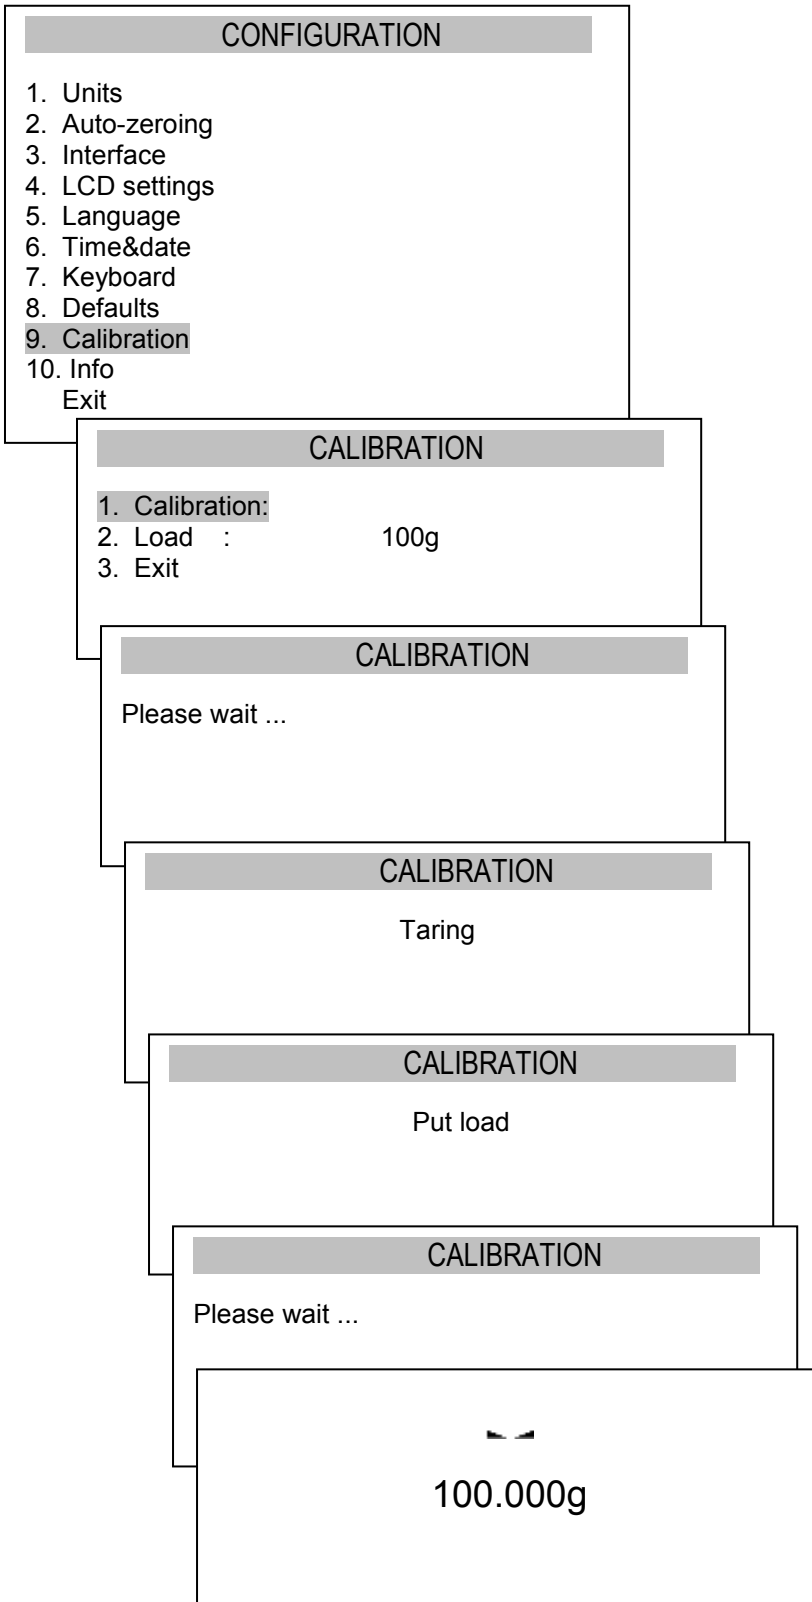 CONFIGURATION
1. Units
2. Auto-zeroing
3. Interface
4. LCD settings
5. Language
6. Time&date
7. Keyboard
8. Defaults
9. Calibration
10. Info
Exit
CALIBRATION
1. Calibration:
2. Load : 100g
3. Exit
CALIBRATION
Please wait ...
CALIBRATION
Taring
CALIBRATION
Put load
CALIBRATION
Please wait ...
100.000g